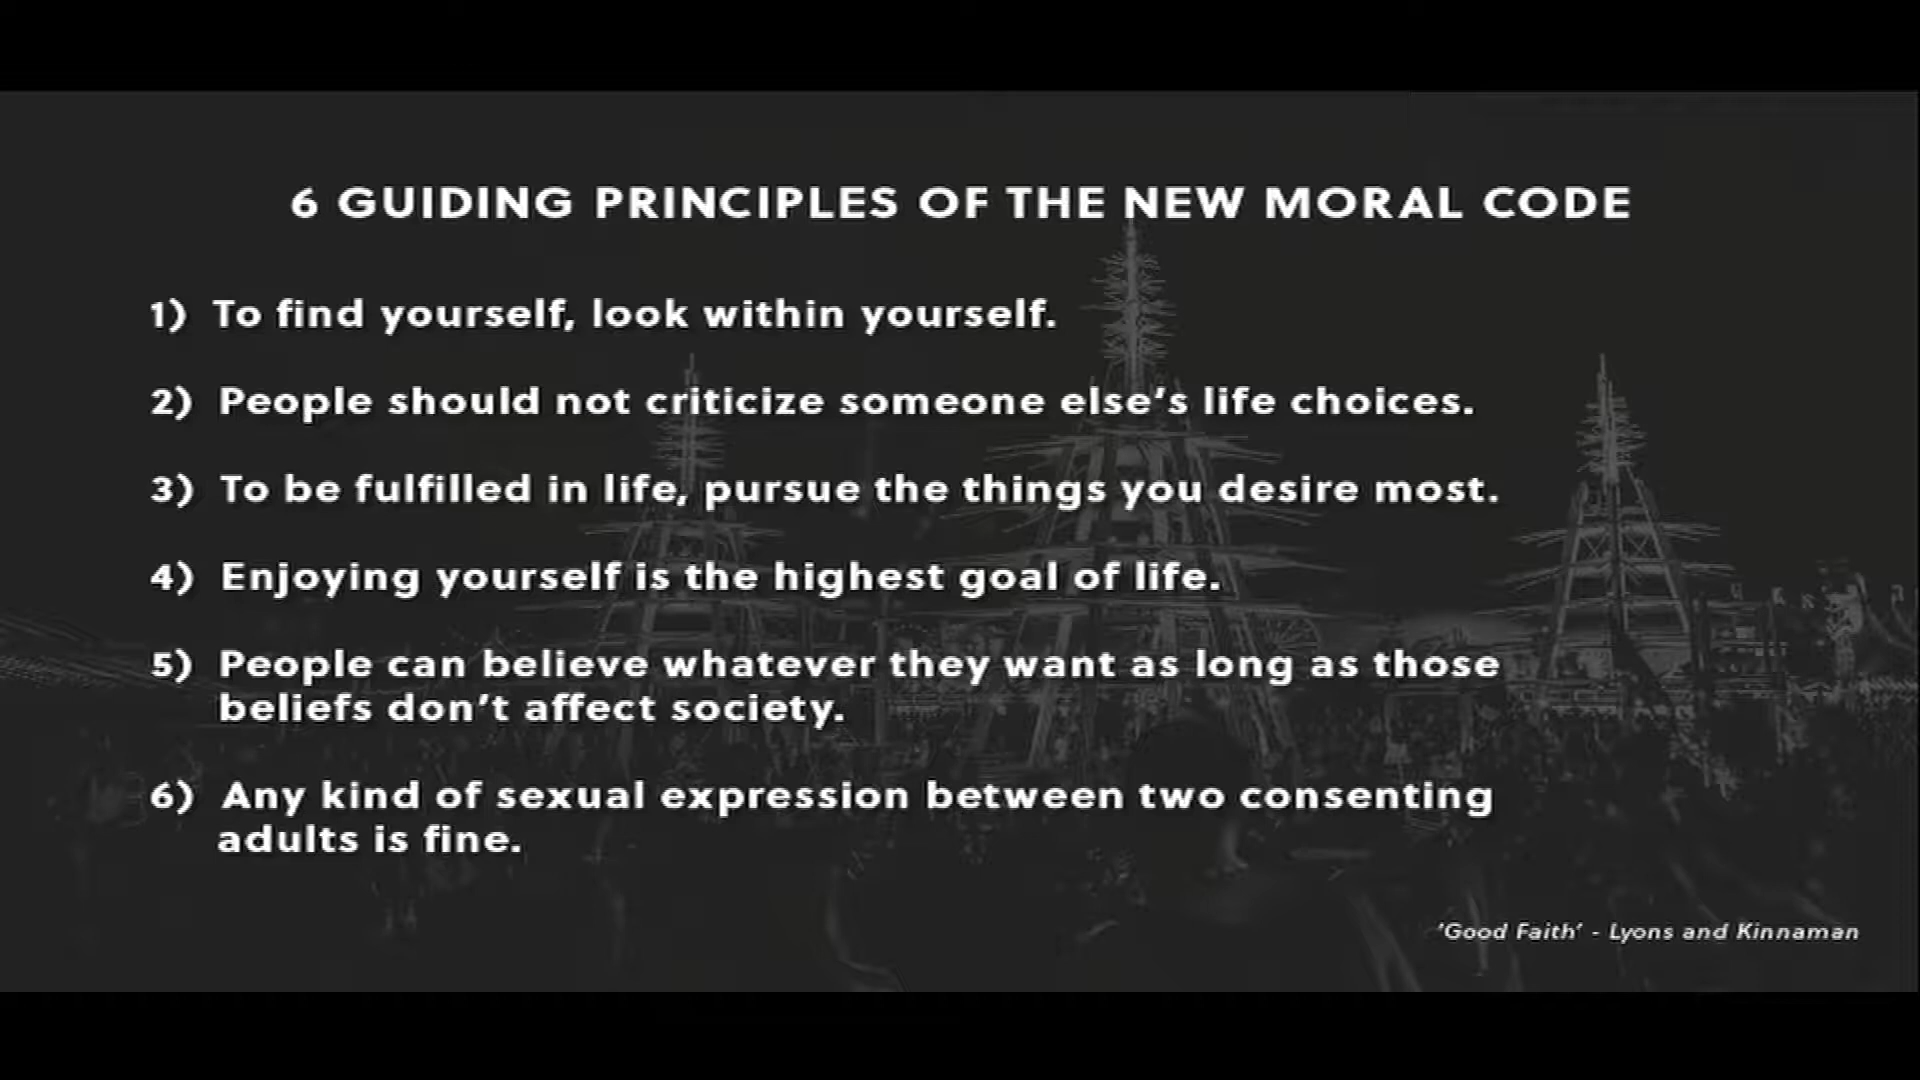 6 GUIDING PRINCIPLES OF THE NEW MORAL CODE
1) To find yourself, look within yourself.
2) People should not criticize someone else's life choices.
3) To be fulfilled in life, pursue the things you desire most.
4) Enjoying yourself is the highest goal of life.
5) People can believe whatever they want as long as those
beliefs don't affect society.
6) Any kind of sexual expression between two consenting
adults is fine.
'Good Faith' - Lyons and Kinnaman